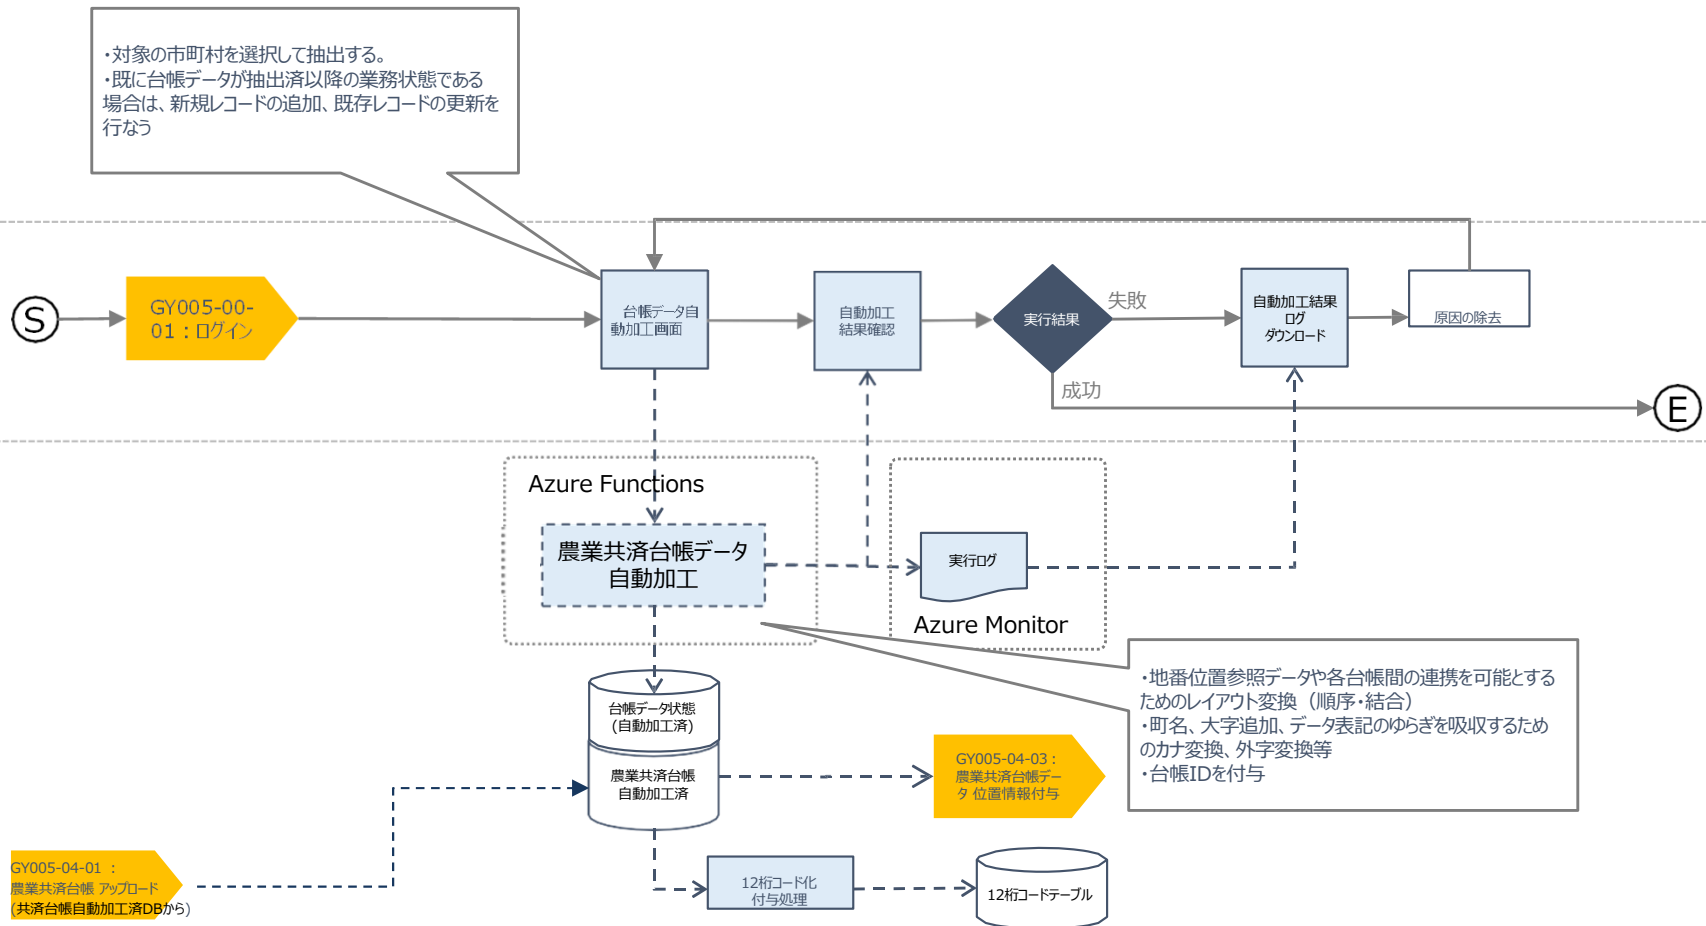 ・対象の市町村を選択して抽出する。
・既に台帳データが抽出済以降の業務状態である
場合は、新規レコードの追加、既存レコードの更新を
行なう
S
GY005-00-
01：ログイン
台帳データ自
動加工画面
自動加工
結果確認
実行結果
失敗
成功
自動加工結果
ログ
ダウンロード
原因の除去
E
Azure Functions
農業共済台帳データ
自動加工
実行ログ
Azure Monitor
・地番位置参照データや各台帳間の連携を可能とする
ためのレイアウト変換（順序・結合）
・町名、大字追加、データ表記のゆらぎを吸収するため
のカナ変換、外字変換等
・台帳IDを付与
台帳データ状態
(自動加工済)
農業共済台帳
自動加工済
GY005-04-03：
農業共済台帳デー
タ 位置情報付与
GY005-04-01 ：
農業共済台帳 アップロード
(共済台帳自動加工済DBから)
12桁コード化
付与処理
12桁コードテーブル